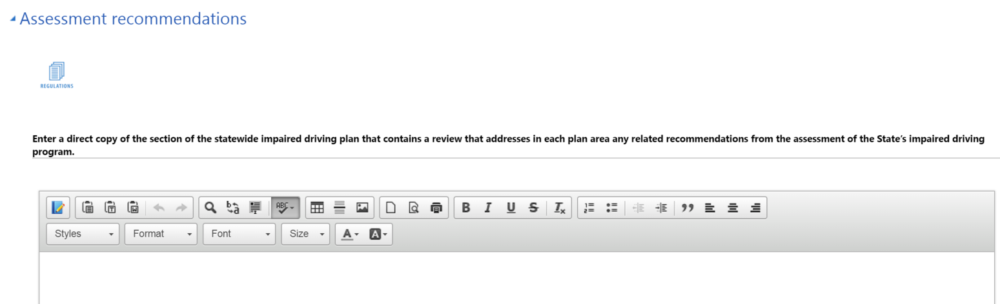 Assessment recommendations
REGULATIONS
Enter a direct copy of the section of the statewide impaired driving plan that contains a review that addresses in each plan area any related recommendations from the assessment of the State’s impaired driving
program.
ABC
B I U S Ix
Styles Format Font Size A A